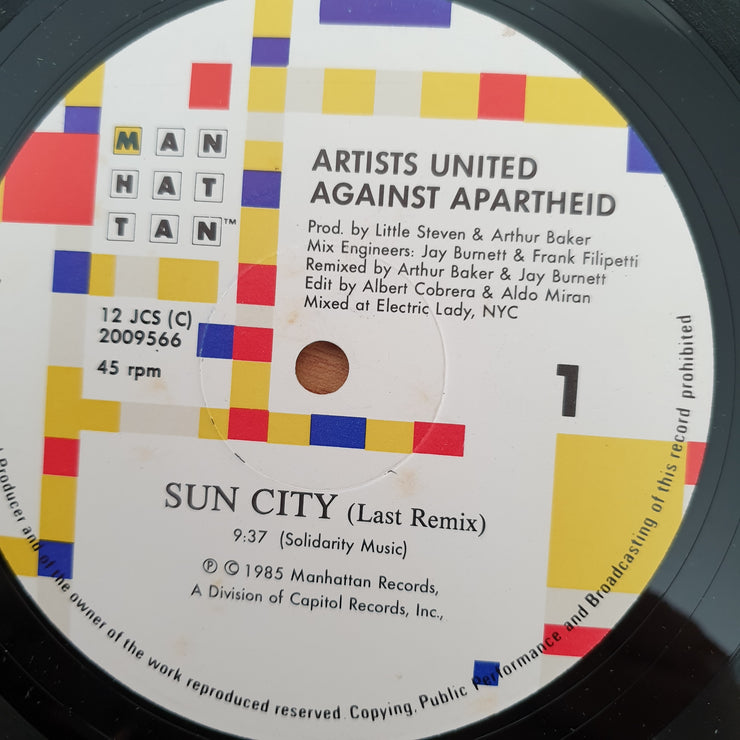 MAN
HAT
TAN™
ARTISTS UNITED
AGAINST APARTHEID
Prod. by Little Steven & Arthur Baker
Mix Engineers: Jay Burnett & Frank Filipetti
Remixed by Arthur Baker & Jay Burnett
Edit by Albert Cobrera & Aldo Miran
Mixed at Electric Lady, NYC
12 JCS (C)
2009566
45 rpm
1
SUN CITY (Last Remix)
9:37 (Solidarity Music)
℗ © 1985 Manhattan Records,
A Division of Capitol Records, Inc.,
Producer and of the owner of the work reproduced reserved. Copying, Public Performance and Broadcasting of this record prohibited